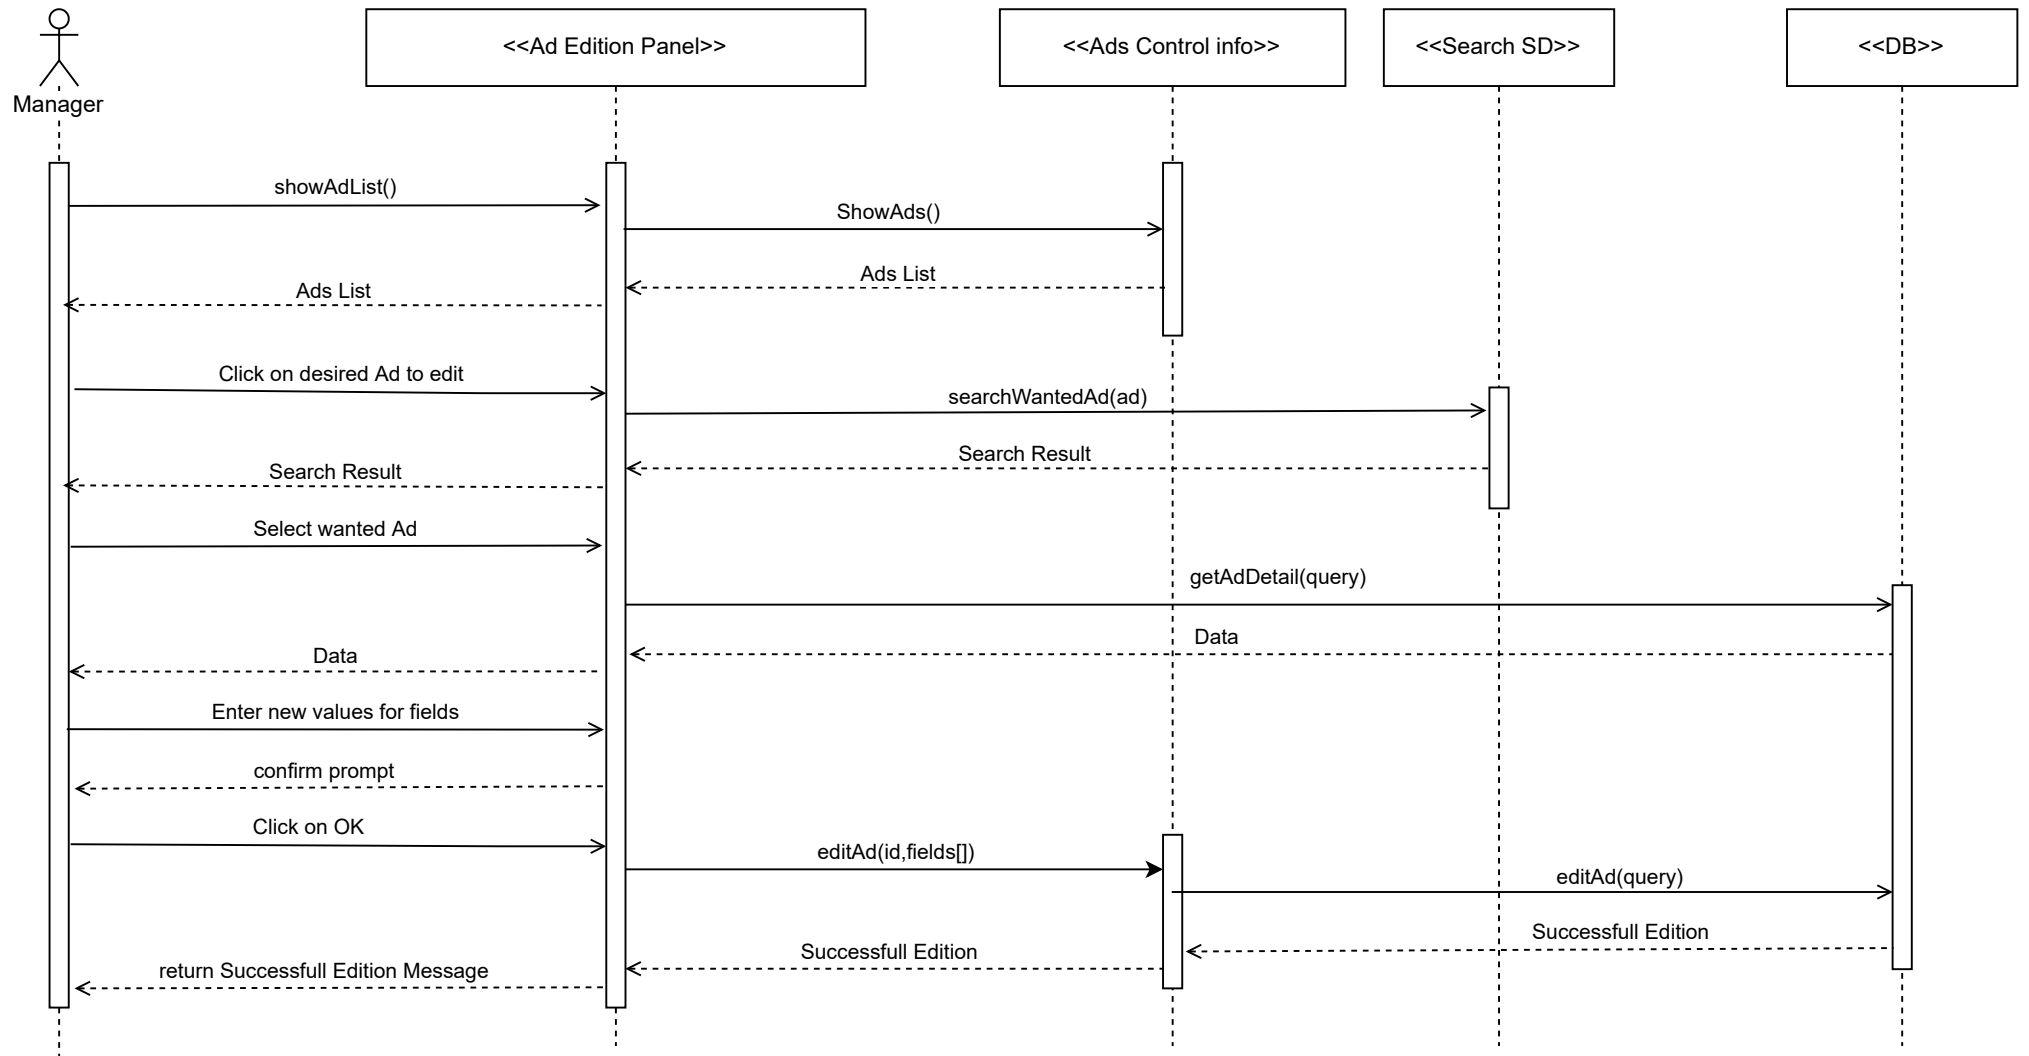 <<Ad Edition Panel>>
<<Ads Control info>>
<<Search SD>>
<<DB>>
Manager
showAdList()
ShowAds()
Ads List
Ads List
Click on desired Ad to edit
searchWantedAd(ad)
Search Result
Search Result
Select wanted Ad
getAdDetail(query)
Data
Data
Enter new values for fields
confirm prompt
Click on OK
editAd(id,fields[])
editAd(query)
Successfull Edition
Successfull Edition
return Successfull Edition Message